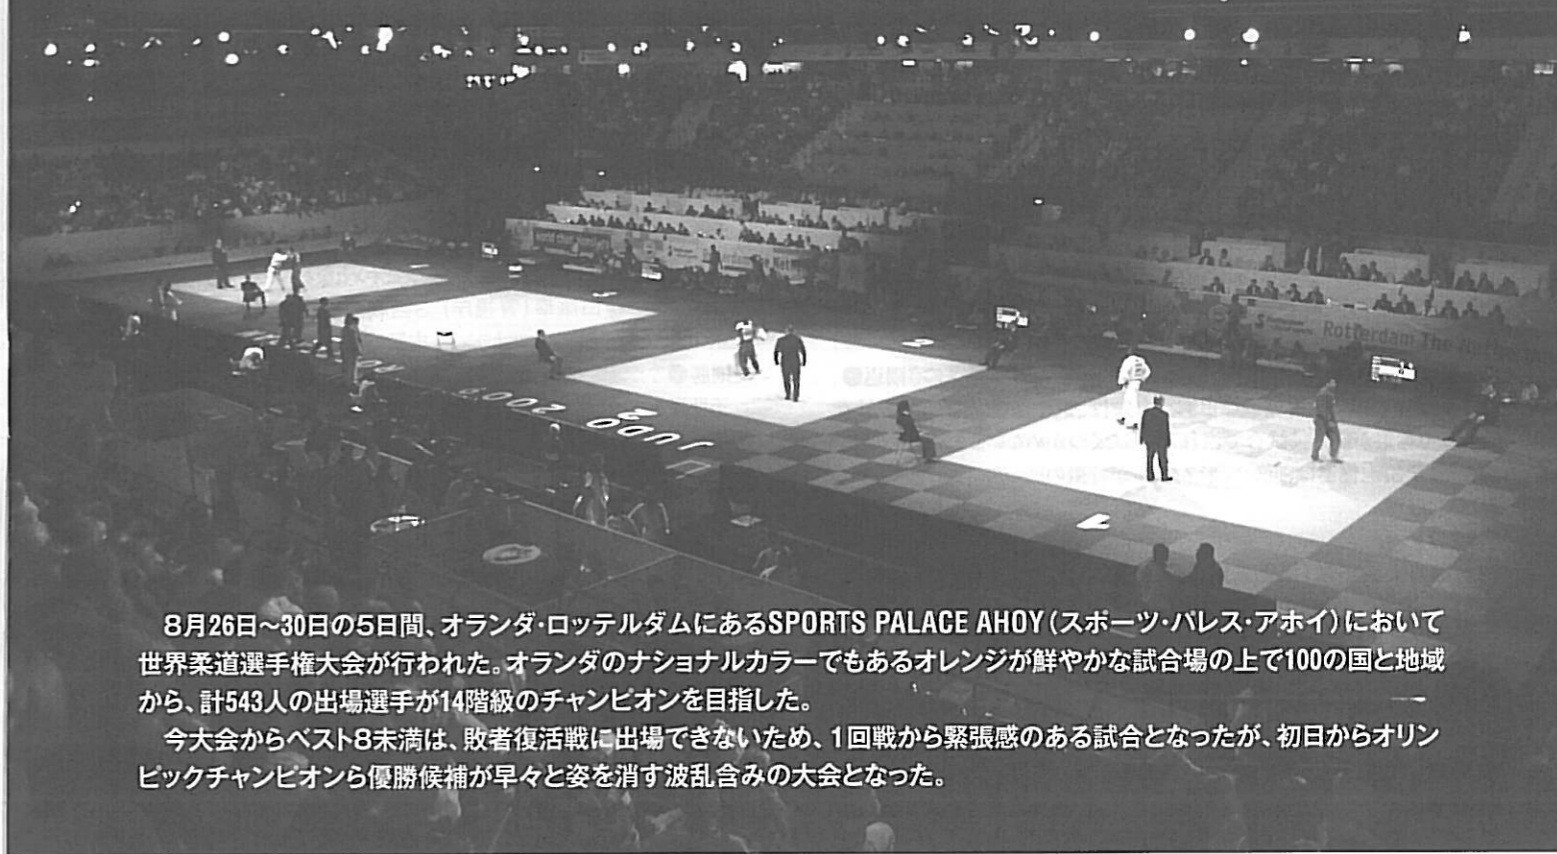 Rotterdam The Nether
JUDO 2009
8月26日〜30日の5日間、オランダ・ロッテルダムにあるSPORTS PALACE AHOY(スポーツ・パレス・アホイ)において
世界柔道選手権大会が行われた。オランダのナショナルカラーでもあるオレンジが鮮やかな試合場の上で100の国と地域
から、計543人の出場選手が14階級のチャンピオンを目指した。
今大会からベスト8未満は、敗者復活戦に出場できないため、1回戦から緊張感のある試合となったが、初日からオリン
ピックチャンピオンら優勝候補が早々と姿を消す波乱含みの大会となった。